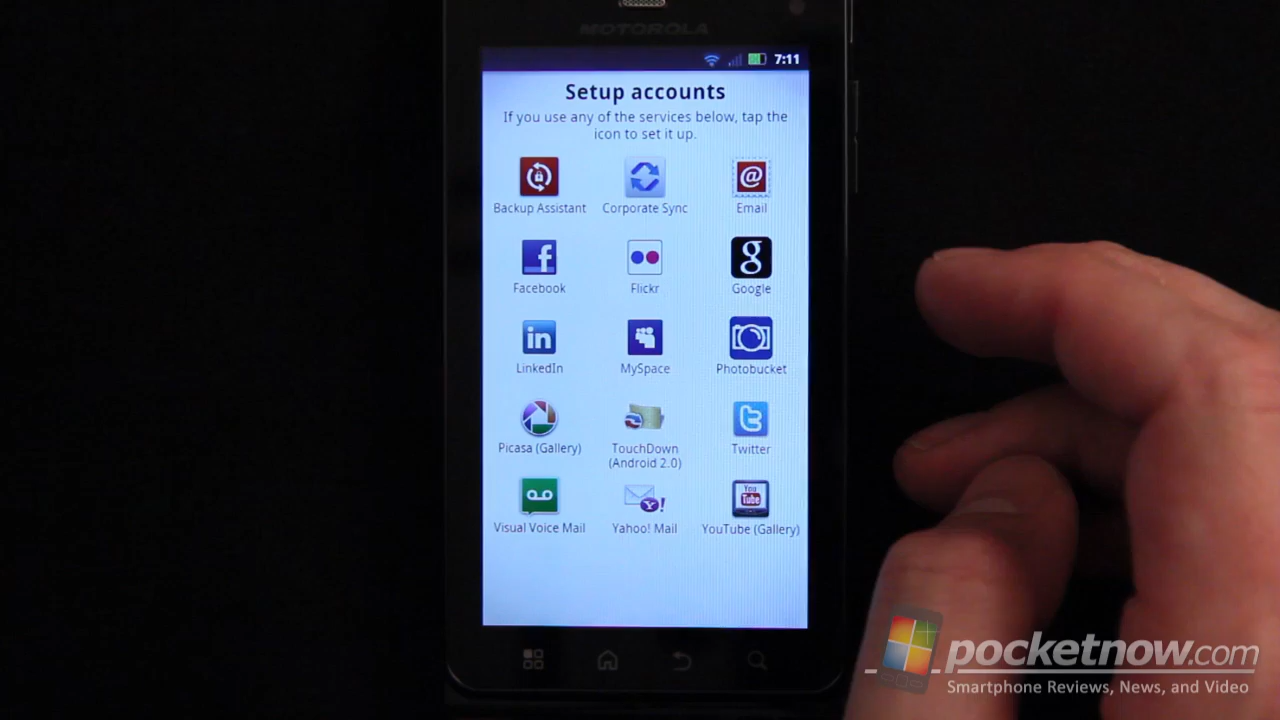 MOTOROLA
7:11
Setup accounts
If you use any of the services below, tap the
icon to set it up.
Backup Assistant
Corporate Sync
Email
Facebook
Flickr
Google
LinkedIn
MySpace
Photobucket
Picasa (Gallery)
TouchDown
(Android 2.0)
Twitter
Visual Voice Mail
Yahoo! Mail
You
Tube
YouTube (Gallery)
pocketnow.com
Smartphone Reviews, News, and Video